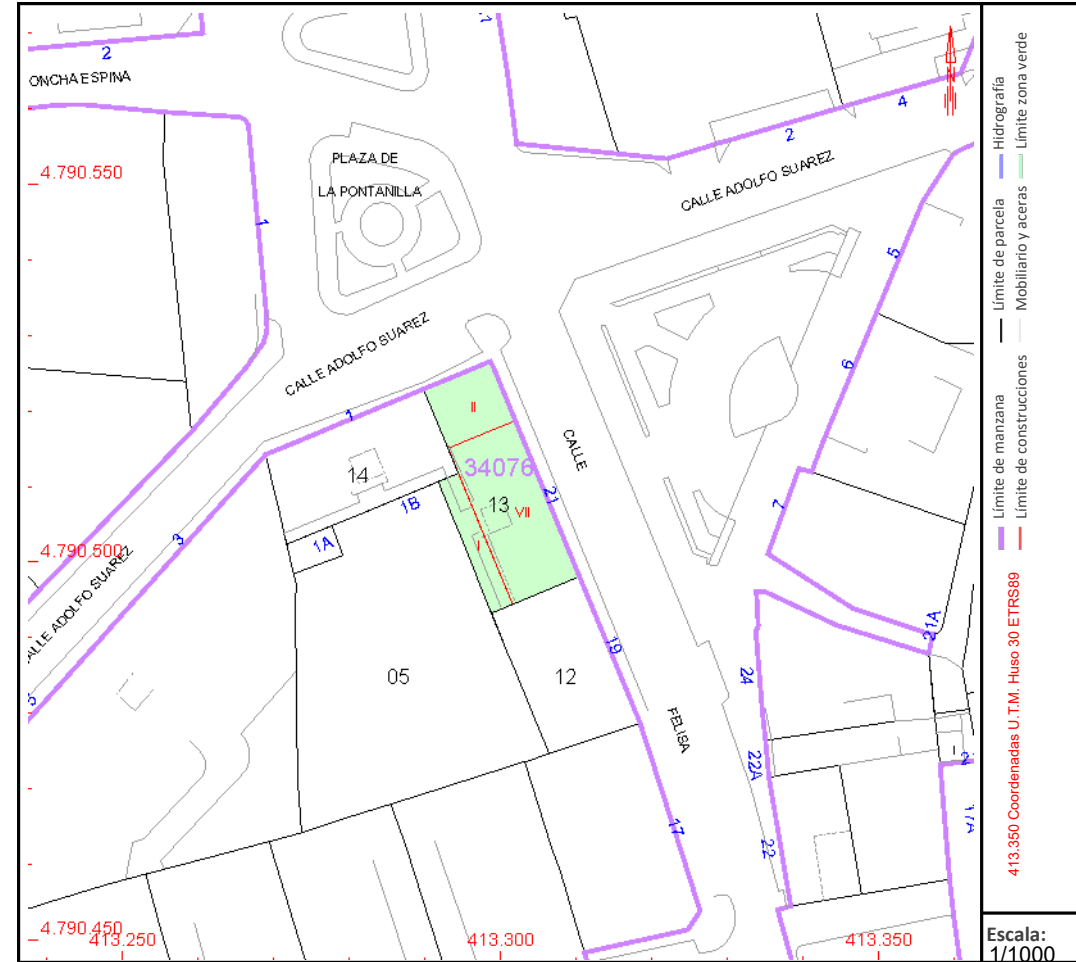 2
ONCHA ESPINA
4
2
PLAZA DE
LA PONTANILLA
4.790.550
CALLE ADOLFO SUAREZ
1
5
CALLE ADOLFO SUAREZ
6
1
II
CALLE
14
34076
13
VII
21
1B
I
7
1A
3
4.790.500
CALLE ADOLFO SUAREZ
21A
19
05
12
24
5
FELISA
22A
2
17
22
17A
4.790.450
413.250
413.300
413.350
N
Hidrografía
Límite zona verde
Límite de parcela
Mobiliario y aceras
Límite de manzana
Límite de construcciones
413.350 Coordenadas U.T.M. Huso 30 ETRS89
Escala:
1/1000